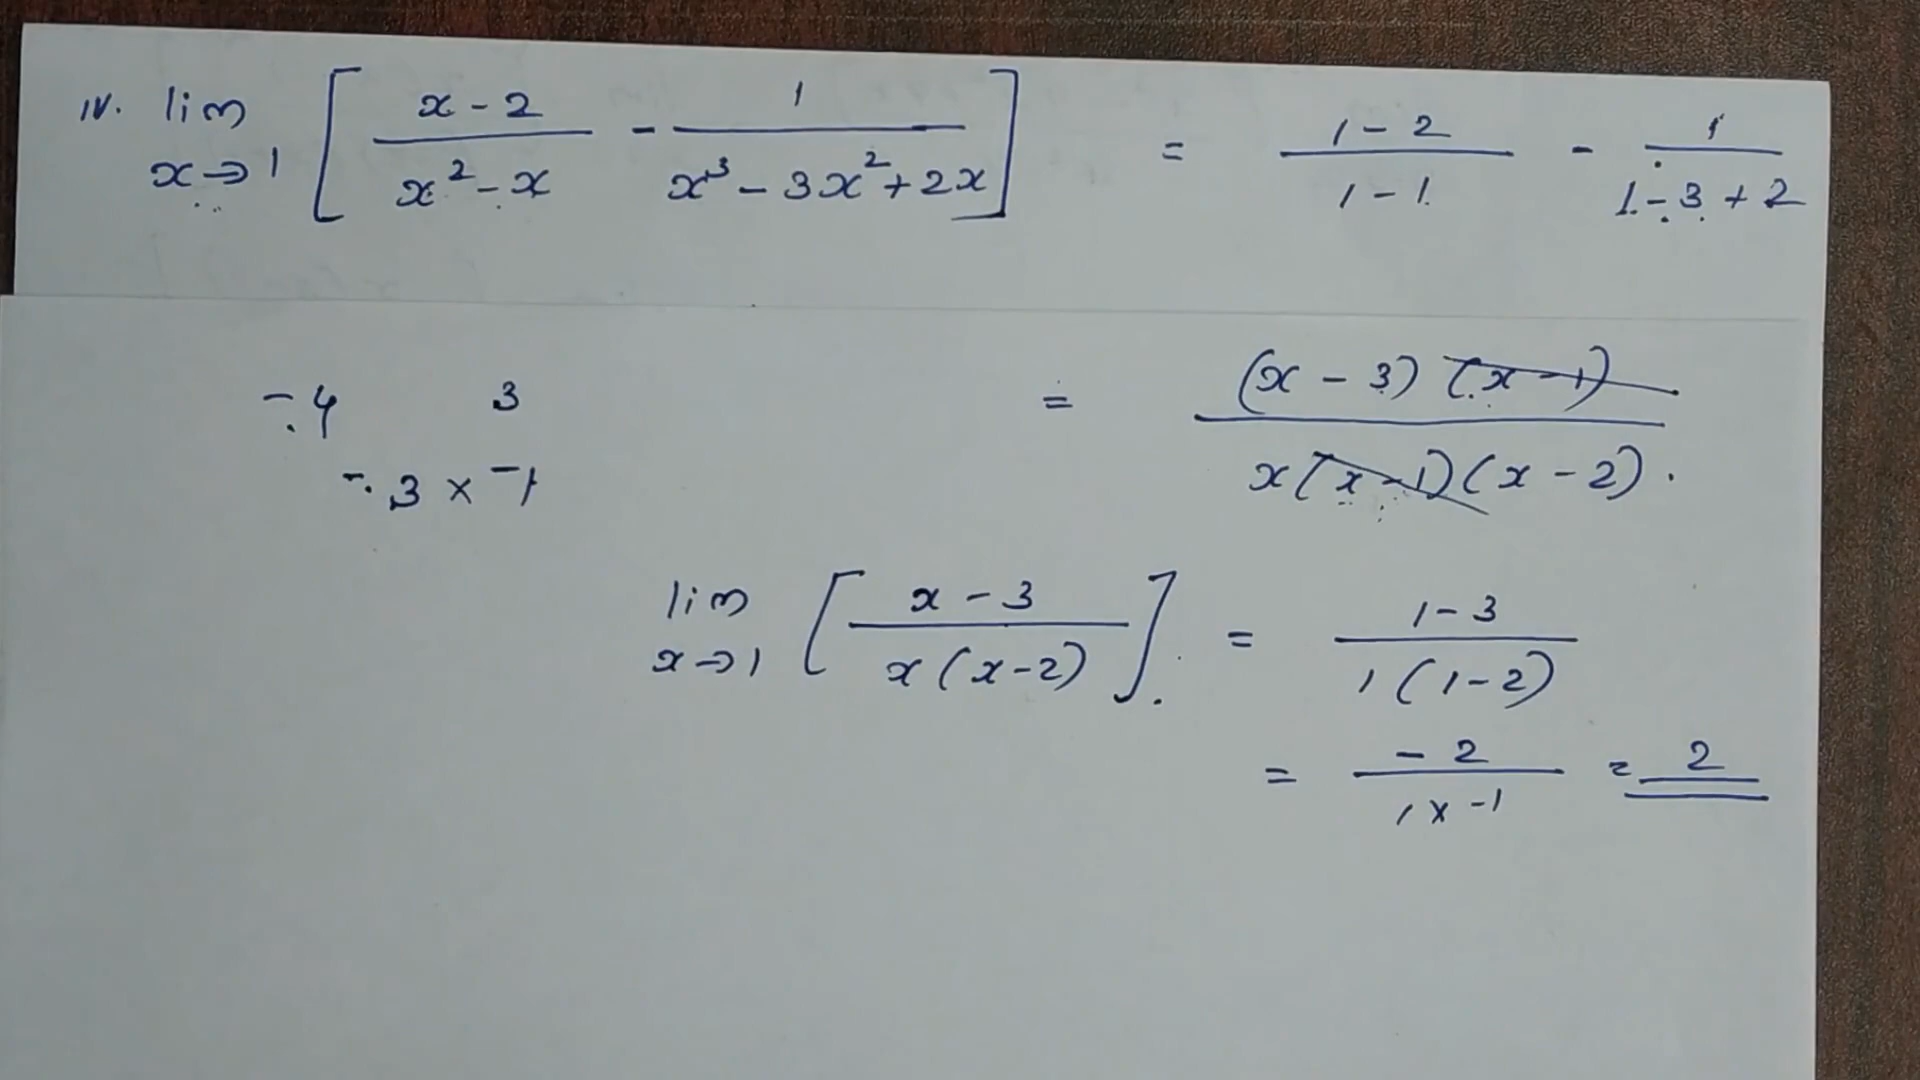 iv. lim x→1 [ (x - 2)/(x² - x) - 1/(x³ - 3x² + 2x) ] = (1 - 2)/(1 - 1) - 1/(1 - 3 + 2)
-4 3 = (x - 3)(x - 1)/x(x - 1)(x - 2).
-3 × -1
lim x→1 [ (x - 3)/x(x - 2) ]. = (1 - 3)/1(1 - 2)
= -2/1 × -1 = 2